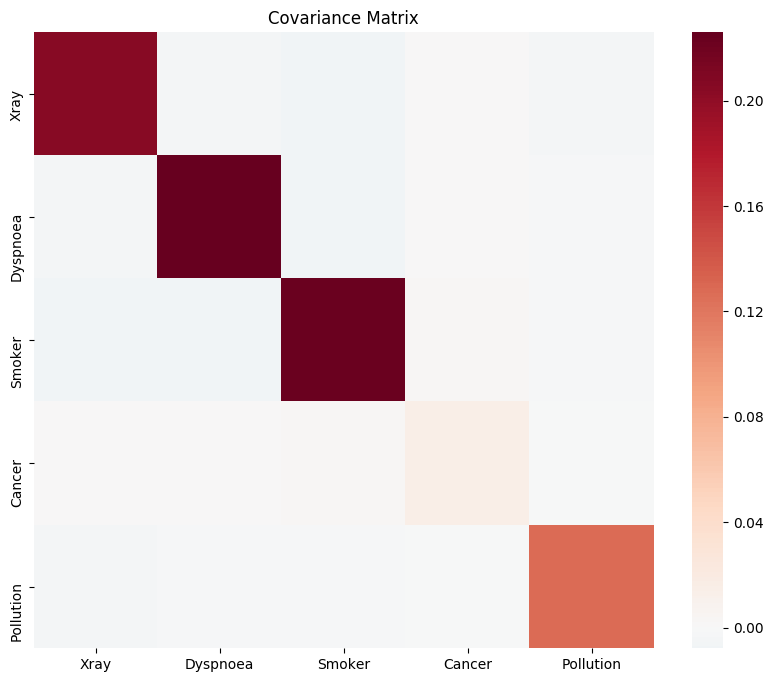 Covariance Matrix
Xray
Dyspnoea
Smoker
Cancer
Pollution
Xray Dyspnoea Smoker Cancer Pollution
0.20
0.16
0.12
0.08
0.04
0.00